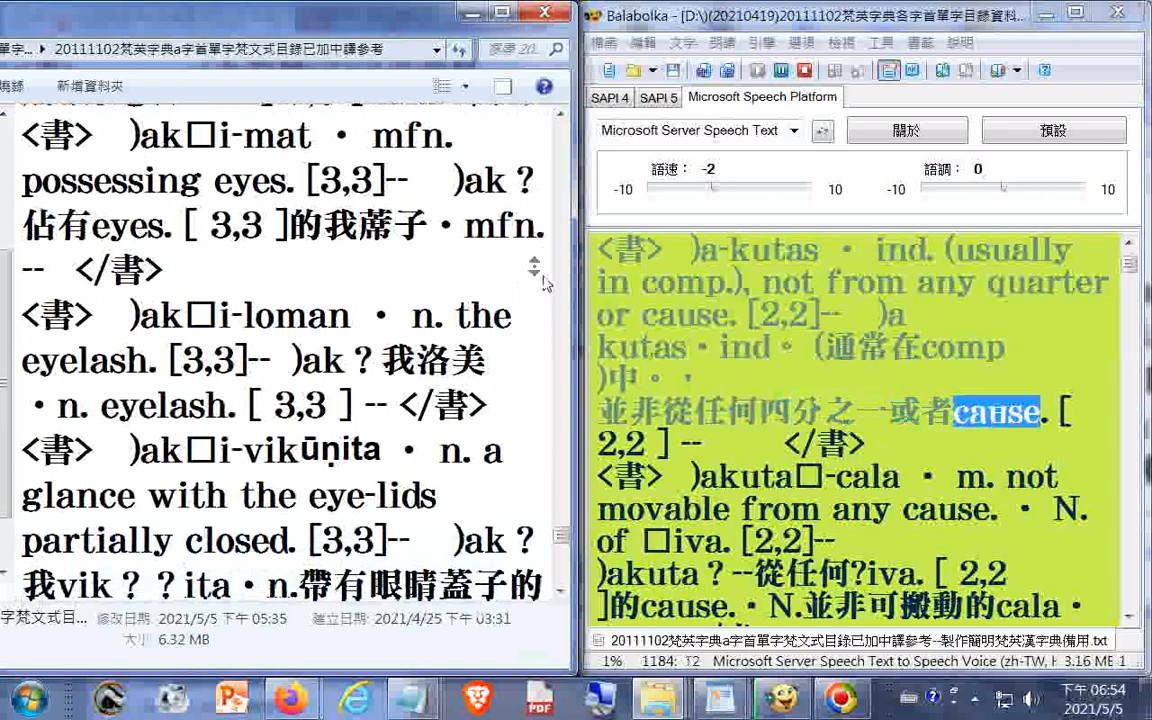 Balabolka - [D:\)(20210419)20111102梵英字典各字首單字目錄資料...
單字... ▸ 20111102梵英字典a字首單字梵文式目錄已加中譯參考
新增資料夾
<書> )ak□i-mat · mfn.
possessing eyes. [3,3]-- )ak ?
佔有eyes. [ 3,3 ]的我蓆子·mfn.
-- </書>
<書> )ak□i-loman · n. the
eyelash. [3,3]-- )ak ? 我洛美
·n. eyelash. [ 3,3 ] -- </書>
<書> )ak□i-vikūṇita · n. a
glance with the eye-lids
partially closed. [3,3]-- )ak ?
我vik ? ? ita·n.帶有眼睛蓋子的
字梵文式目... 修改日期: 2021/5/5 下午 05:35 建立日期: 2021/4/25 下午 03:31
大小: 6.32 MB
檔案 編輯 文字 朗讀 引擎 選項 檢視 工具 書籤 說明
SAPI 4 SAPI 5 Microsoft Speech Platform
Microsoft Server Speech Text 關於 預設
語速: -2 語調: 0
-10 10 -10 10
<書> )a-kutas · ind. (usually
in comp.), not from any quarter
or cause. [2,2]-- )a
kutas·ind。(通常在comp
)中。,
並非從任何四分之一或者cause. [
2,2 ] -- </書>
<書> )akuta□-cala · m. not
movable from any cause. · N.
of □iva. [2,2]--
)akuta ? --從任何?iva. [ 2,2
]的cause.·N.並非可搬動的cala·
20111102梵英字典a字首單字梵文式目錄已加中譯參考--製作簡明梵英漢字典備用.txt
1% 1184: 12 Microsoft Server Speech Text to Speech Voice (zh-TW, H 3.16 ME 1
下午 06:54
2021/5/5